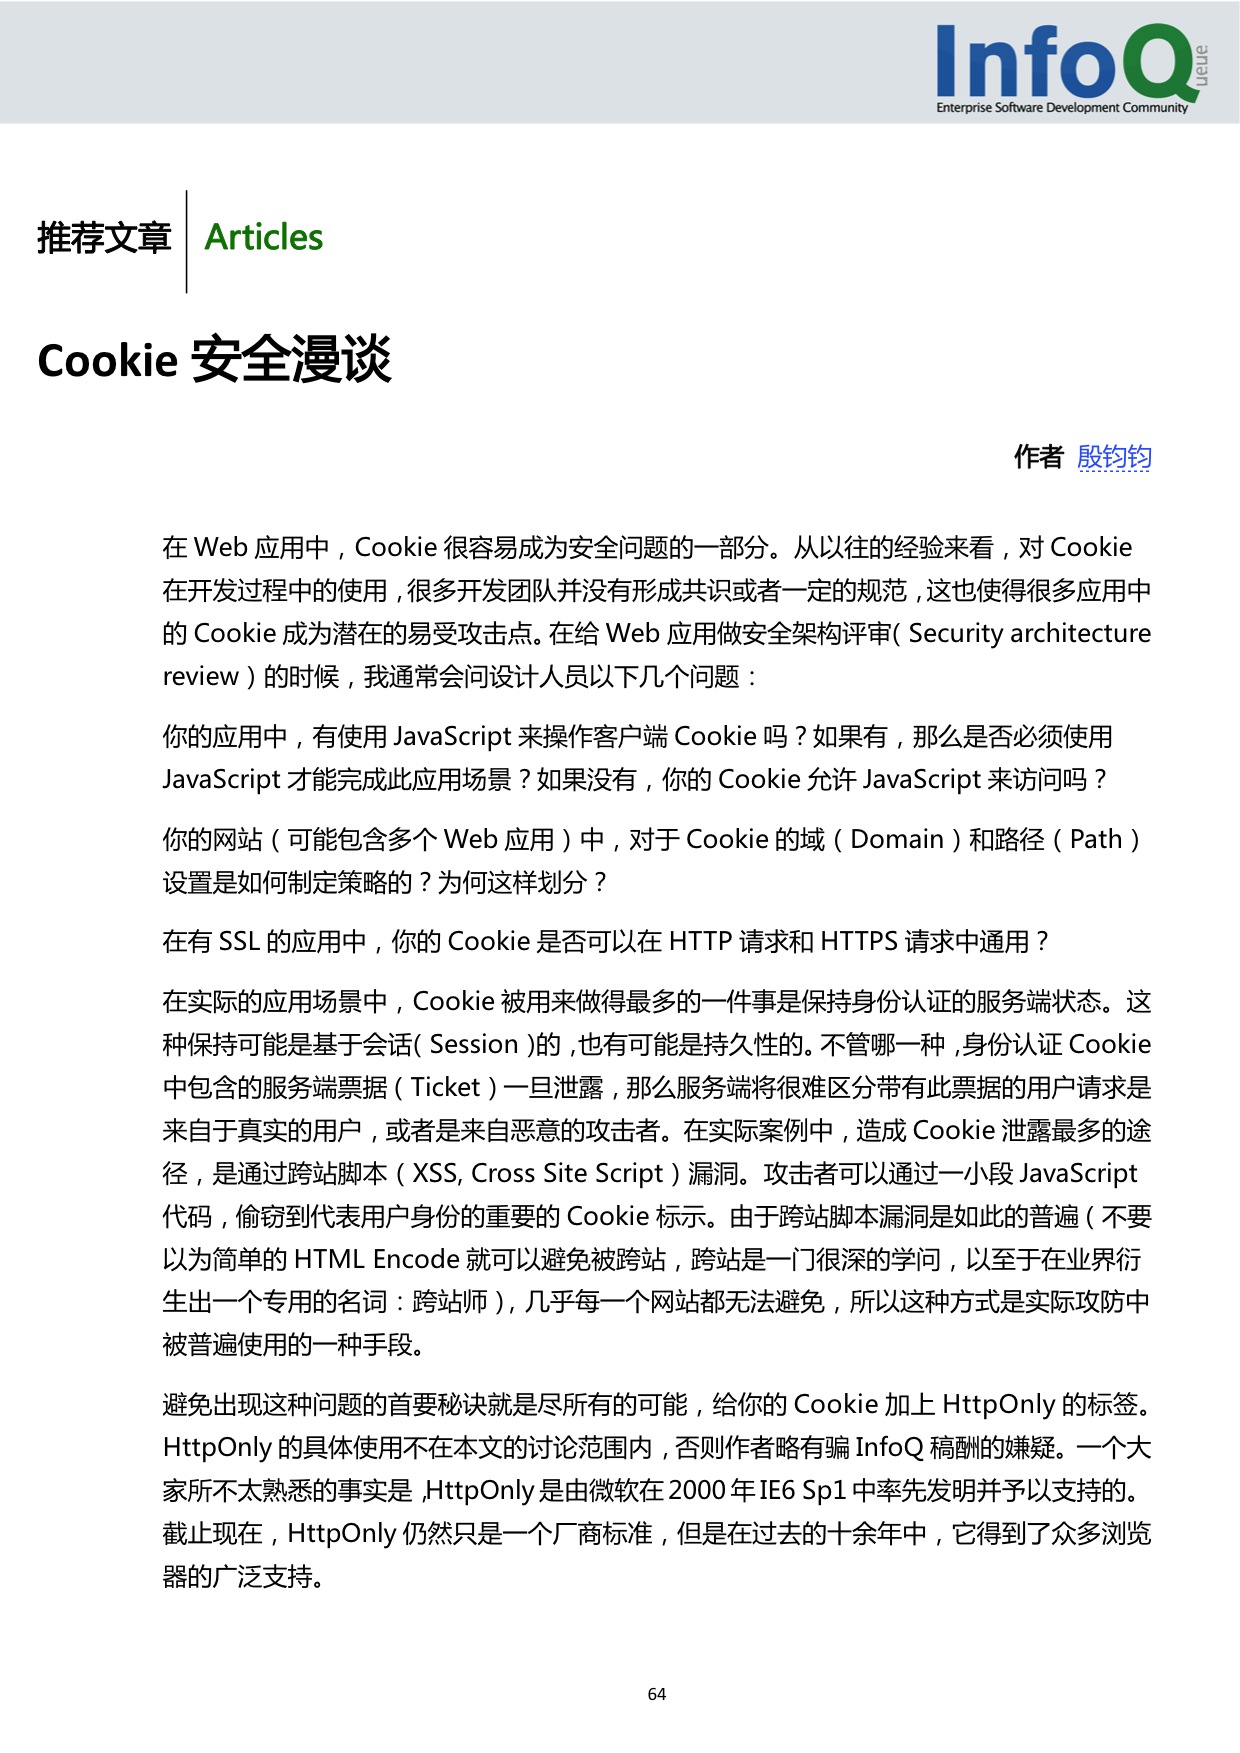 InfoQ
ueue
Enterprise Software Development Community
推荐文章 Articles
Cookie 安全漫谈
作者 殷钧钧
在 Web 应用中，Cookie 很容易成为安全问题的一部分。从以往的经验来看，对 Cookie
在开发过程中的使用，很多开发团队并没有形成共识或者一定的规范，这也使得很多应用中
的 Cookie 成为潜在的易受攻击点。在给 Web 应用做安全架构评审（Security architecture
review）的时候，我通常会问设计人员以下几个问题：
你的应用中，有使用 JavaScript 来操作客户端 Cookie 吗？如果有，那么是否必须使用
JavaScript 才能完成此应用场景？如果没有，你的 Cookie 允许 JavaScript 来访问吗？
你的网站（可能包含多个 Web 应用）中，对于 Cookie 的域（Domain）和路径（Path）
设置是如何制定策略的？为何这样划分？
在有 SSL 的应用中，你的 Cookie 是否可以在 HTTP 请求和 HTTPS 请求中通用？
在实际的应用场景中，Cookie 被用来做得最多的一件事是保持身份认证的服务端状态。这
种保持可能是基于会话（Session）的，也有可能是持久性的。不管哪一种，身份认证 Cookie
中包含的服务端票据（Ticket）一旦泄露，那么服务端将很难区分带有此票据的用户请求是
来自于真实的用户，或者是来自恶意的攻击者。在实际案例中，造成 Cookie 泄露最多的途
径，是通过跨站脚本（XSS, Cross Site Script）漏洞。攻击者可以通过一小段 JavaScript
代码，偷窃到代表用户身份的重要的 Cookie 标示。由于跨站脚本漏洞是如此的普遍（不要
以为简单的 HTML Encode 就可以避免被跨站，跨站是一门很深的学问，以至于在业界衍
生出一个专用的名词：跨站师），几乎每一个网站都无法避免，所以这种方式是实际攻防中
被普遍使用的一种手段。
避免出现这种问题的首要秘诀就是尽所有的可能，给你的 Cookie 加上 HttpOnly 的标签。
HttpOnly 的具体使用不在本文的讨论范围内，否则作者略有骗 InfoQ 稿酬的嫌疑。一个大
家所不太熟悉的事实是，HttpOnly 是由微软在 2000 年 IE6 Sp1 中率先发明并予以支持的。
截止现在，HttpOnly 仍然只是一个厂商标准，但是在过去的十余年中，它得到了众多浏览
器的广泛支持。
64